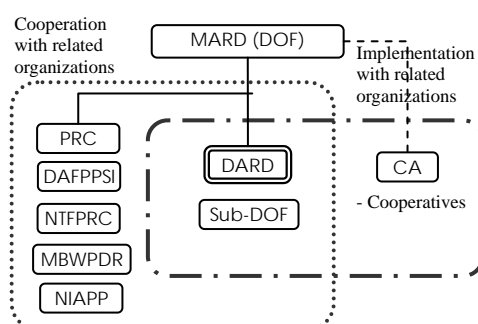 Cooperation
with related
organizations
MARD (DOF)
Implementation
with related
organizations
PRC
DAFPPSI
NTFPRC
MBWPDR
NIAPP
DARD
Sub-DOF
CA
- Cooperatives